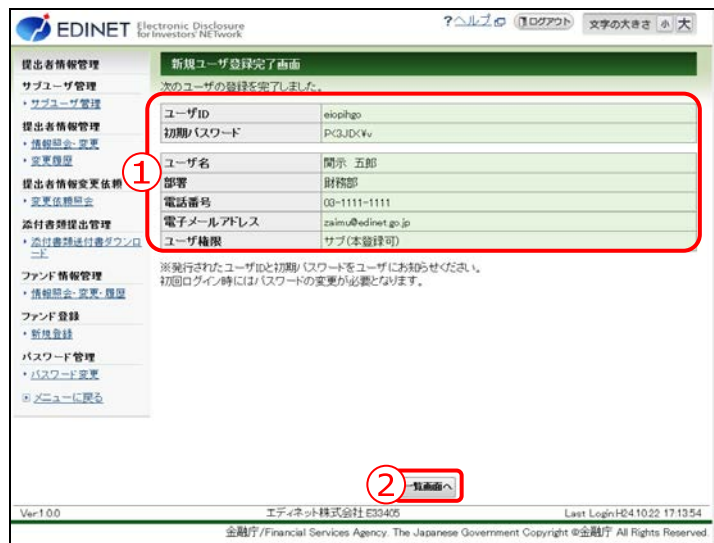 EDINET Electronic Disclosure for Investors' NETwork
?ヘルプ ログアウト 文字の大きさ 小 大
提出者情報管理
サブユーザ管理
・サブユーザ管理
提出者情報管理
・情報照会・変更
・変更履歴
提出者情報変更依頼
・変更依頼照会
添付書類提出管理
・添付書類送付書ダウンロード
ファンド情報管理
・情報照会・変更・履歴
ファンド登録
・新規登録
パスワード管理
・パスワード変更
メニューに戻る
新規ユーザ登録完了画面
次のユーザの登録を完了しました。
①
ユーザID eiopihgo
初期パスワード P<3JD<¥v
ユーザ名 開示 五郎
部署 財務部
電話番号 03-1111-1111
電子メールアドレス zaimu@edinet.go.jp
ユーザ権限 サブ(本登録可)
※発行されたユーザIDと初期パスワードをユーザにお知らせください。
初回ログイン時にはパスワードの変更が必要となります。
② 一覧画面へ
Ver.1.0.0 エディネット株式会社 E33405 Last Login:H24.10.22 17:13:54
金融庁/Financial Services Agency. The Japanese Government Copyright ©金融庁 All Rights Reserved.